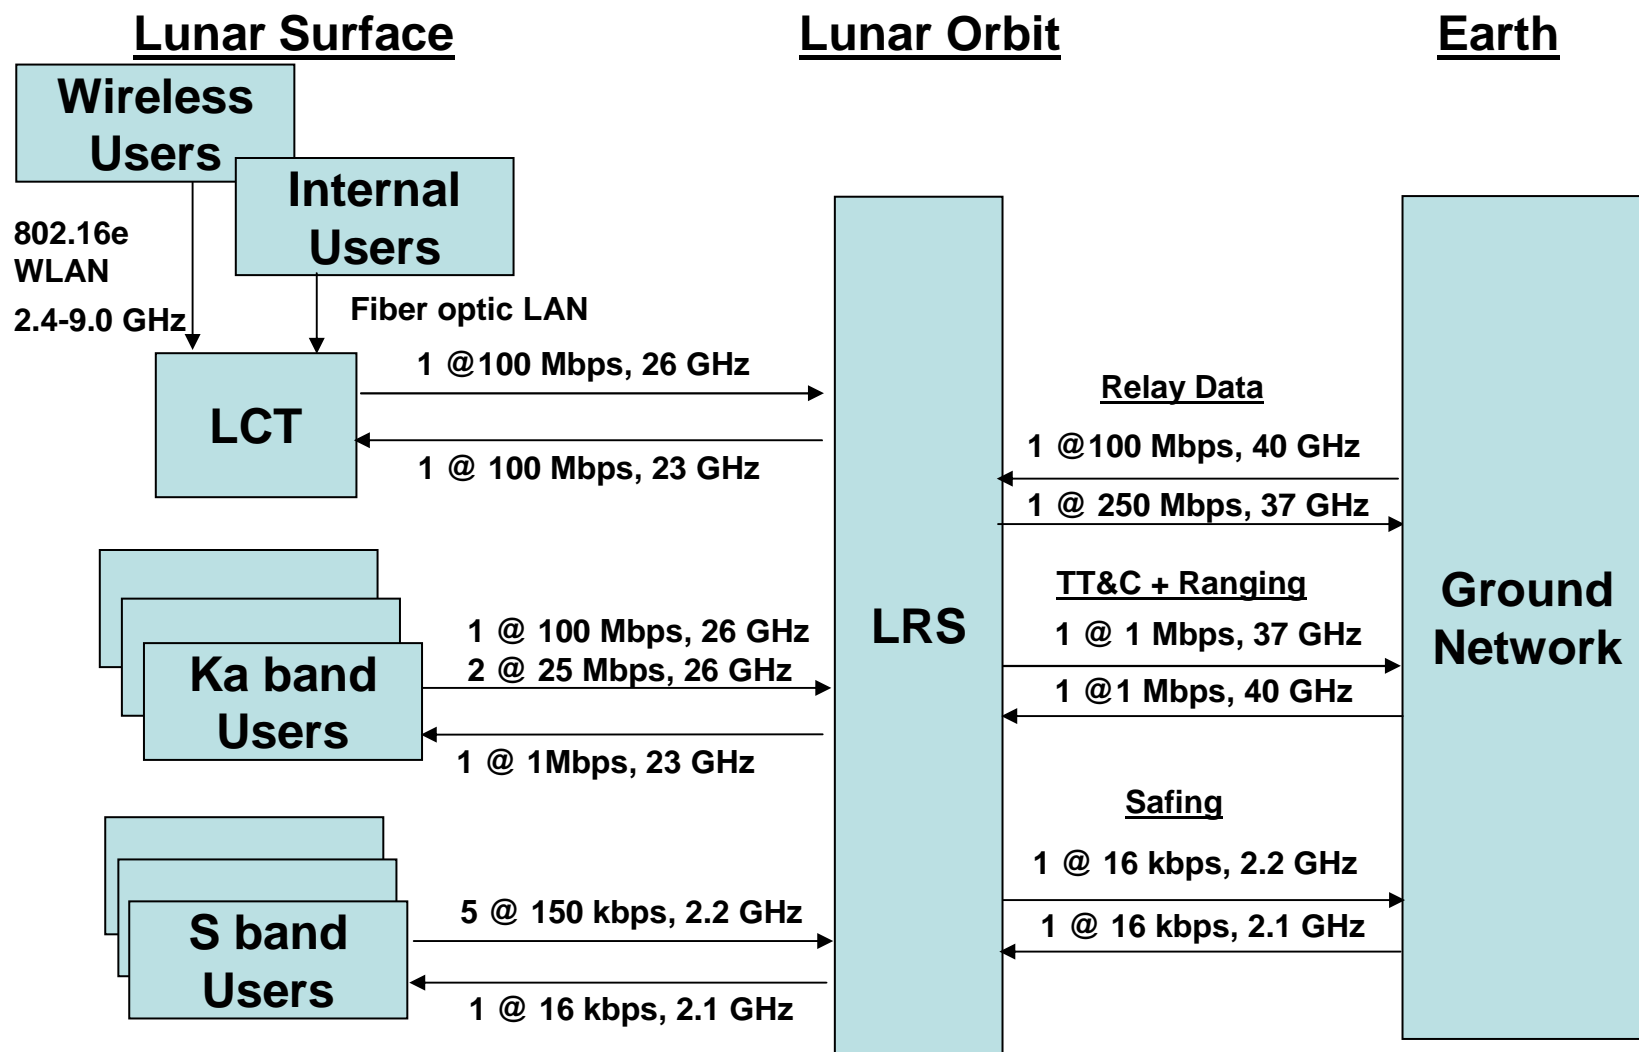 Lunar Surface
Lunar Orbit
Earth
Wireless
Users
Internal
Users
802.16e
WLAN
2.4-9.0 GHz
Fiber optic LAN
LCT
1 @100 Mbps, 26 GHz
1 @ 100 Mbps, 23 GHz
Ka band
Users
1 @ 100 Mbps, 26 GHz
2 @ 25 Mbps, 26 GHz
1 @ 1Mbps, 23 GHz
S band
Users
5 @ 150 kbps, 2.2 GHz
1 @ 16 kbps, 2.1 GHz
LRS
Relay Data
1 @100 Mbps, 40 GHz
1 @ 250 Mbps, 37 GHz
TT&C + Ranging
1 @ 1 Mbps, 37 GHz
1 @1 Mbps, 40 GHz
Safing
1 @ 16 kbps, 2.2 GHz
1 @ 16 kbps, 2.1 GHz
Ground
Network